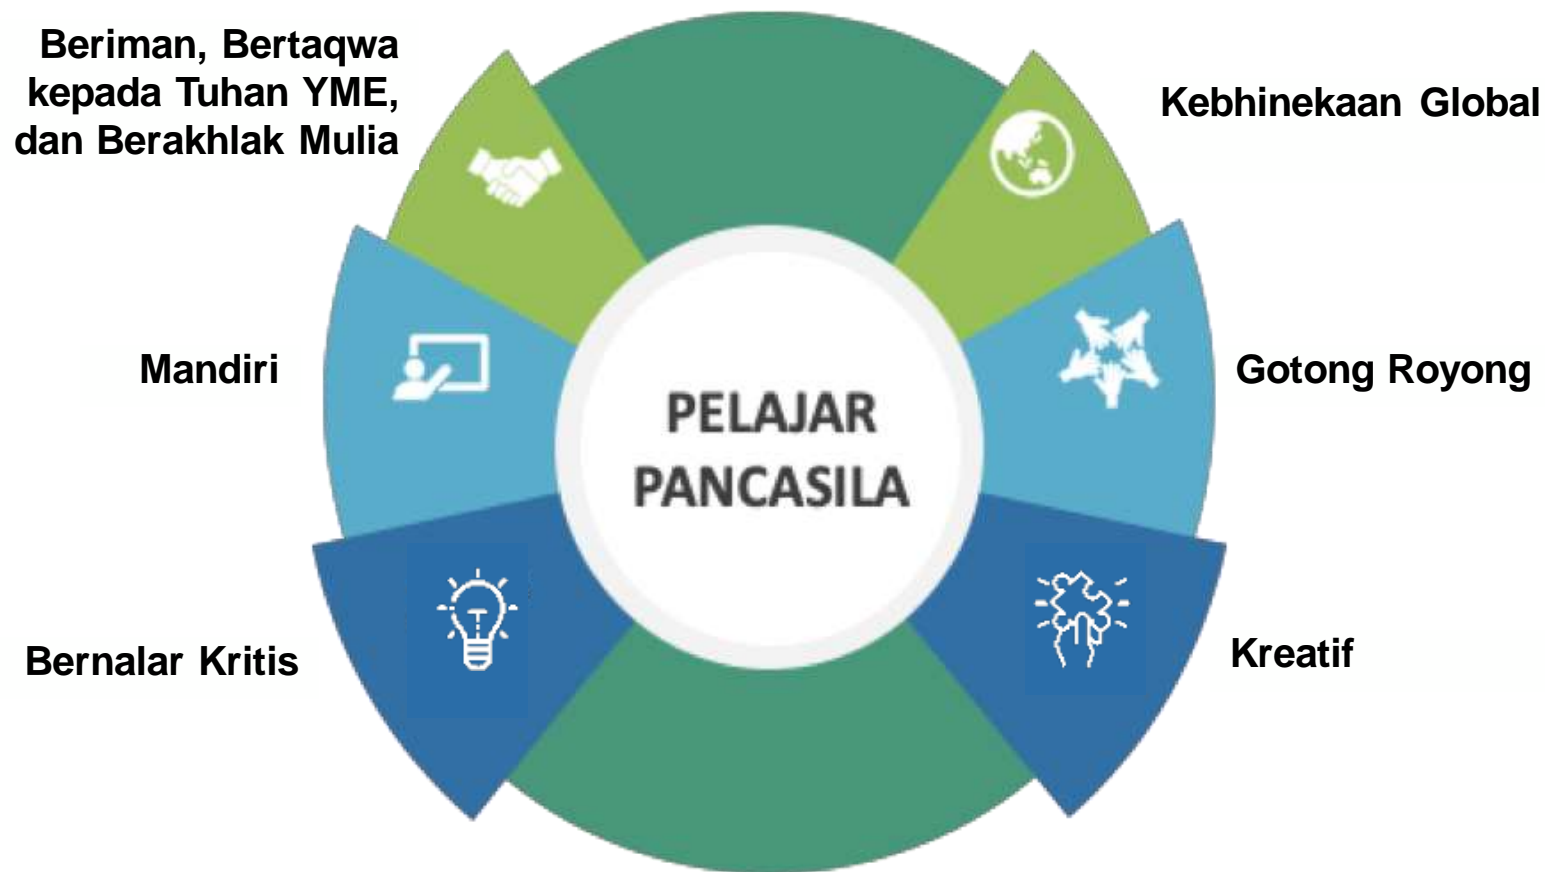 Beriman, Bertaqwa
kepada Tuhan YME,
dan Berakhlak Mulia
Kebhinekaan Global
Mandiri
Gotong Royong
PELAJAR
PANCASILA
Bernalar Kritis
Kreatif